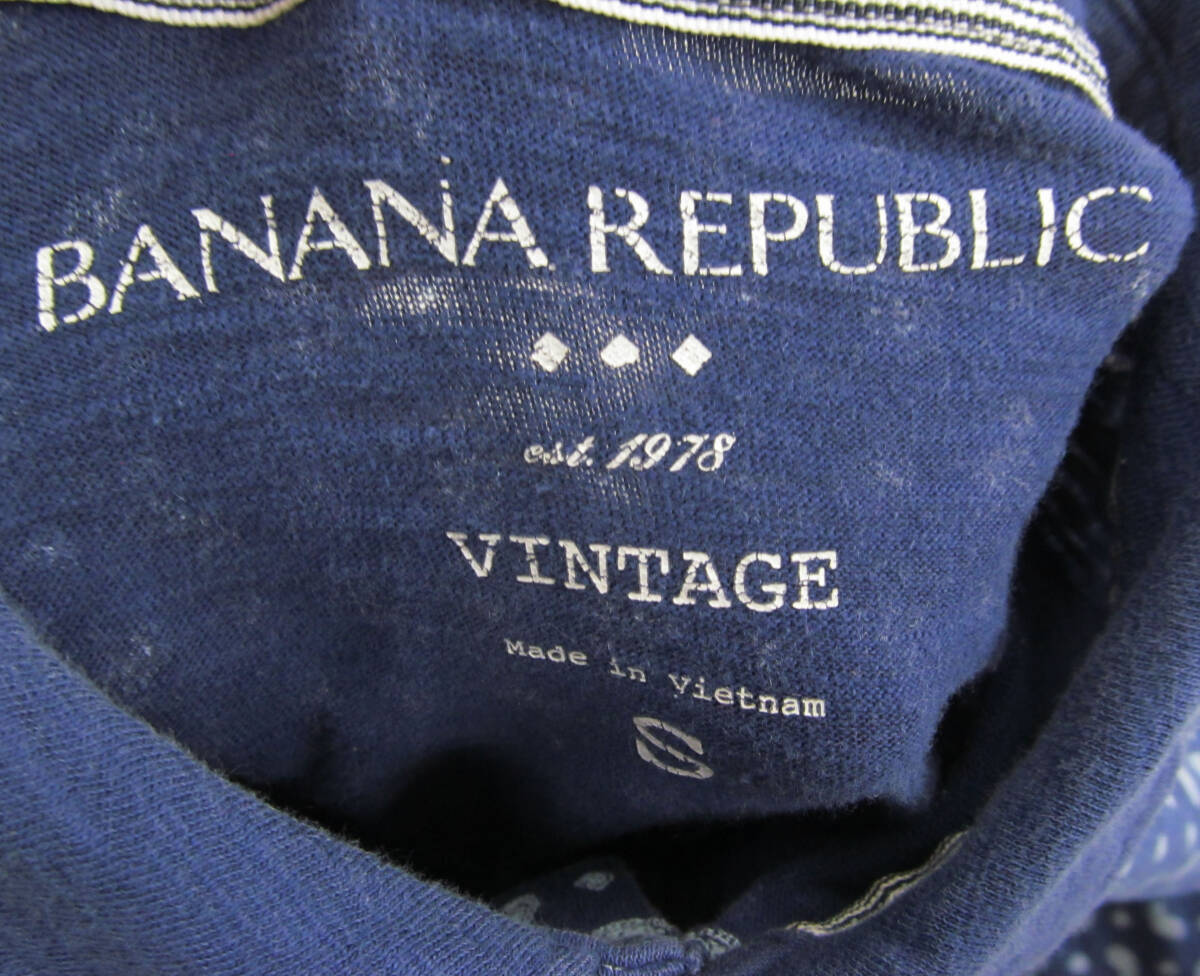 BANANA REPUBLIC
est. 1978
VINTAGE
Made in Vietnam
S